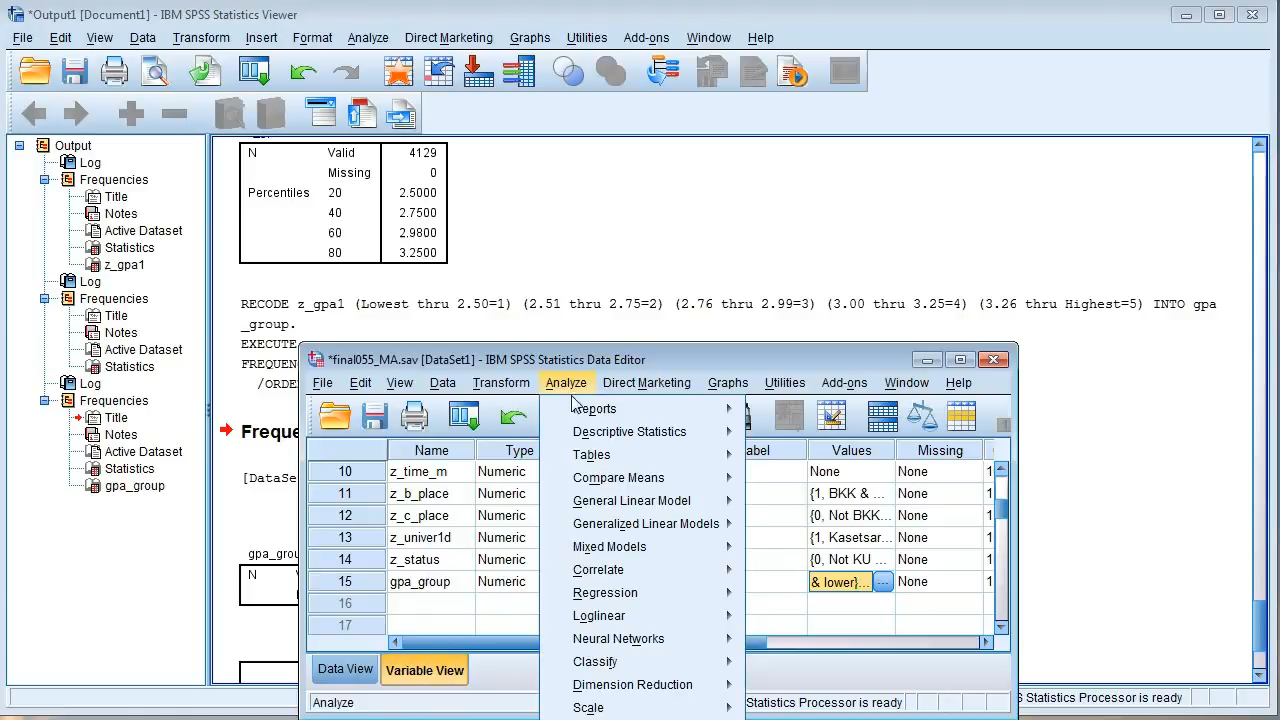 *Output1 [Document1] - IBM SPSS Statistics Viewer
File Edit View Data Transform Insert Format Analyze Direct Marketing Graphs Utilities Add-ons Window Help
Output
Log
Frequencies
Title
Notes
Active Dataset
Statistics
z_gpa1
Log
Frequencies
Title
Notes
Active Dataset
Statistics
Log
Frequencies
Title
Notes
Active Dataset
Statistics
gpa_group
N Valid 4129
Missing 0
Percentiles 20 2.5000
40 2.7500
60 2.9800
80 3.2500
RECODE z_gpa1 (Lowest thru 2.50=1) (2.51 thru 2.75=2) (2.76 thru 2.99=3) (3.00 thru 3.25=4) (3.26 thru Highest=5) INTO gpa
_group.
EXECUTE
FREQUEN
/ORDE
Freque
[DataSe
gpa_grou
N V
*final055_MA.sav [DataSet1] - IBM SPSS Statistics Data Editor
File Edit View Data Transform Analyze Direct Marketing Graphs Utilities Add-ons Window Help
Name Type abel Values Missing
10 z_time_m Numeric None None 1
11 z_b_place Numeric {1, BKK & ... None 1
12 z_c_place Numeric {0, Not BKK... None 1
13 z_univer1d Numeric {1, Kasetsar... None 1
14 z_status Numeric {0, Not KU ... None 1
15 gpa_group Numeric & lower}... ... None 1
16
17
Data View Variable View
Analyze
Statistics Processor is ready
Statistics Processor is ready
Reports
Descriptive Statistics
Tables
Compare Means
General Linear Model
Generalized Linear Models
Mixed Models
Correlate
Regression
Loglinear
Neural Networks
Classify
Dimension Reduction
Scale